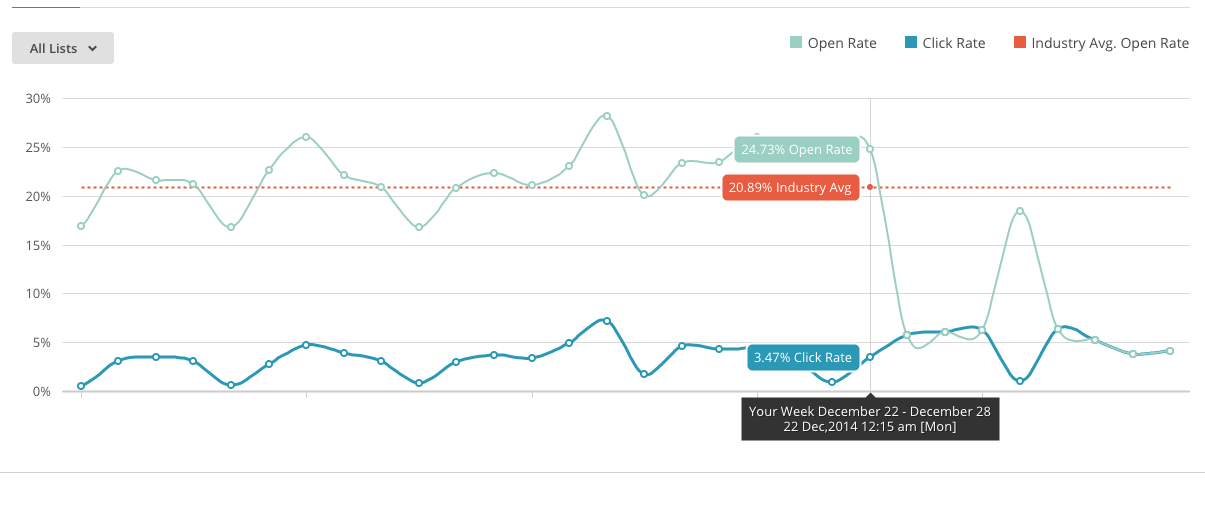 All Lists
Open Rate
Click Rate
Industry Avg. Open Rate
30%
25%
24.73% Open Rate
20.89% Industry Avg
20%
15%
10%
5%
3.47% Click Rate
0%
Your Week December 22 - December 28
22 Dec,2014 12:15 am [Mon]